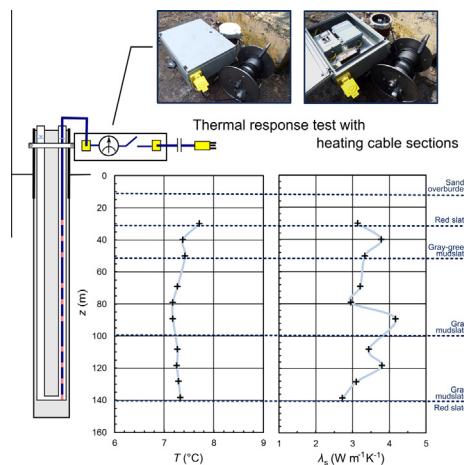 Thermal response test with
heating cable sections
0
20
40
60
80
100
120
140
160
z (m)
6
7
8
9
T (°C)
1
2
3
4
5
λs (W m-1K-1)
Sand
overburde
Red slat
Gray-gree
mudslat
Gra
mudslat
Gra
mudslat
Red slat